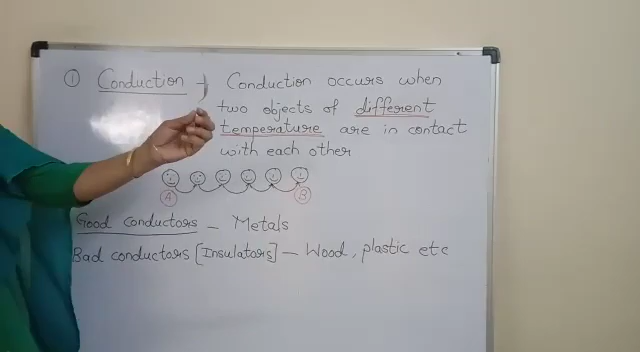 ① Conduction → Conduction occurs when
two objects of different
temperature are in contact
with each other
A B
Good conductors - Metals
Bad conductors [Insulators] - Wood, plastic etc